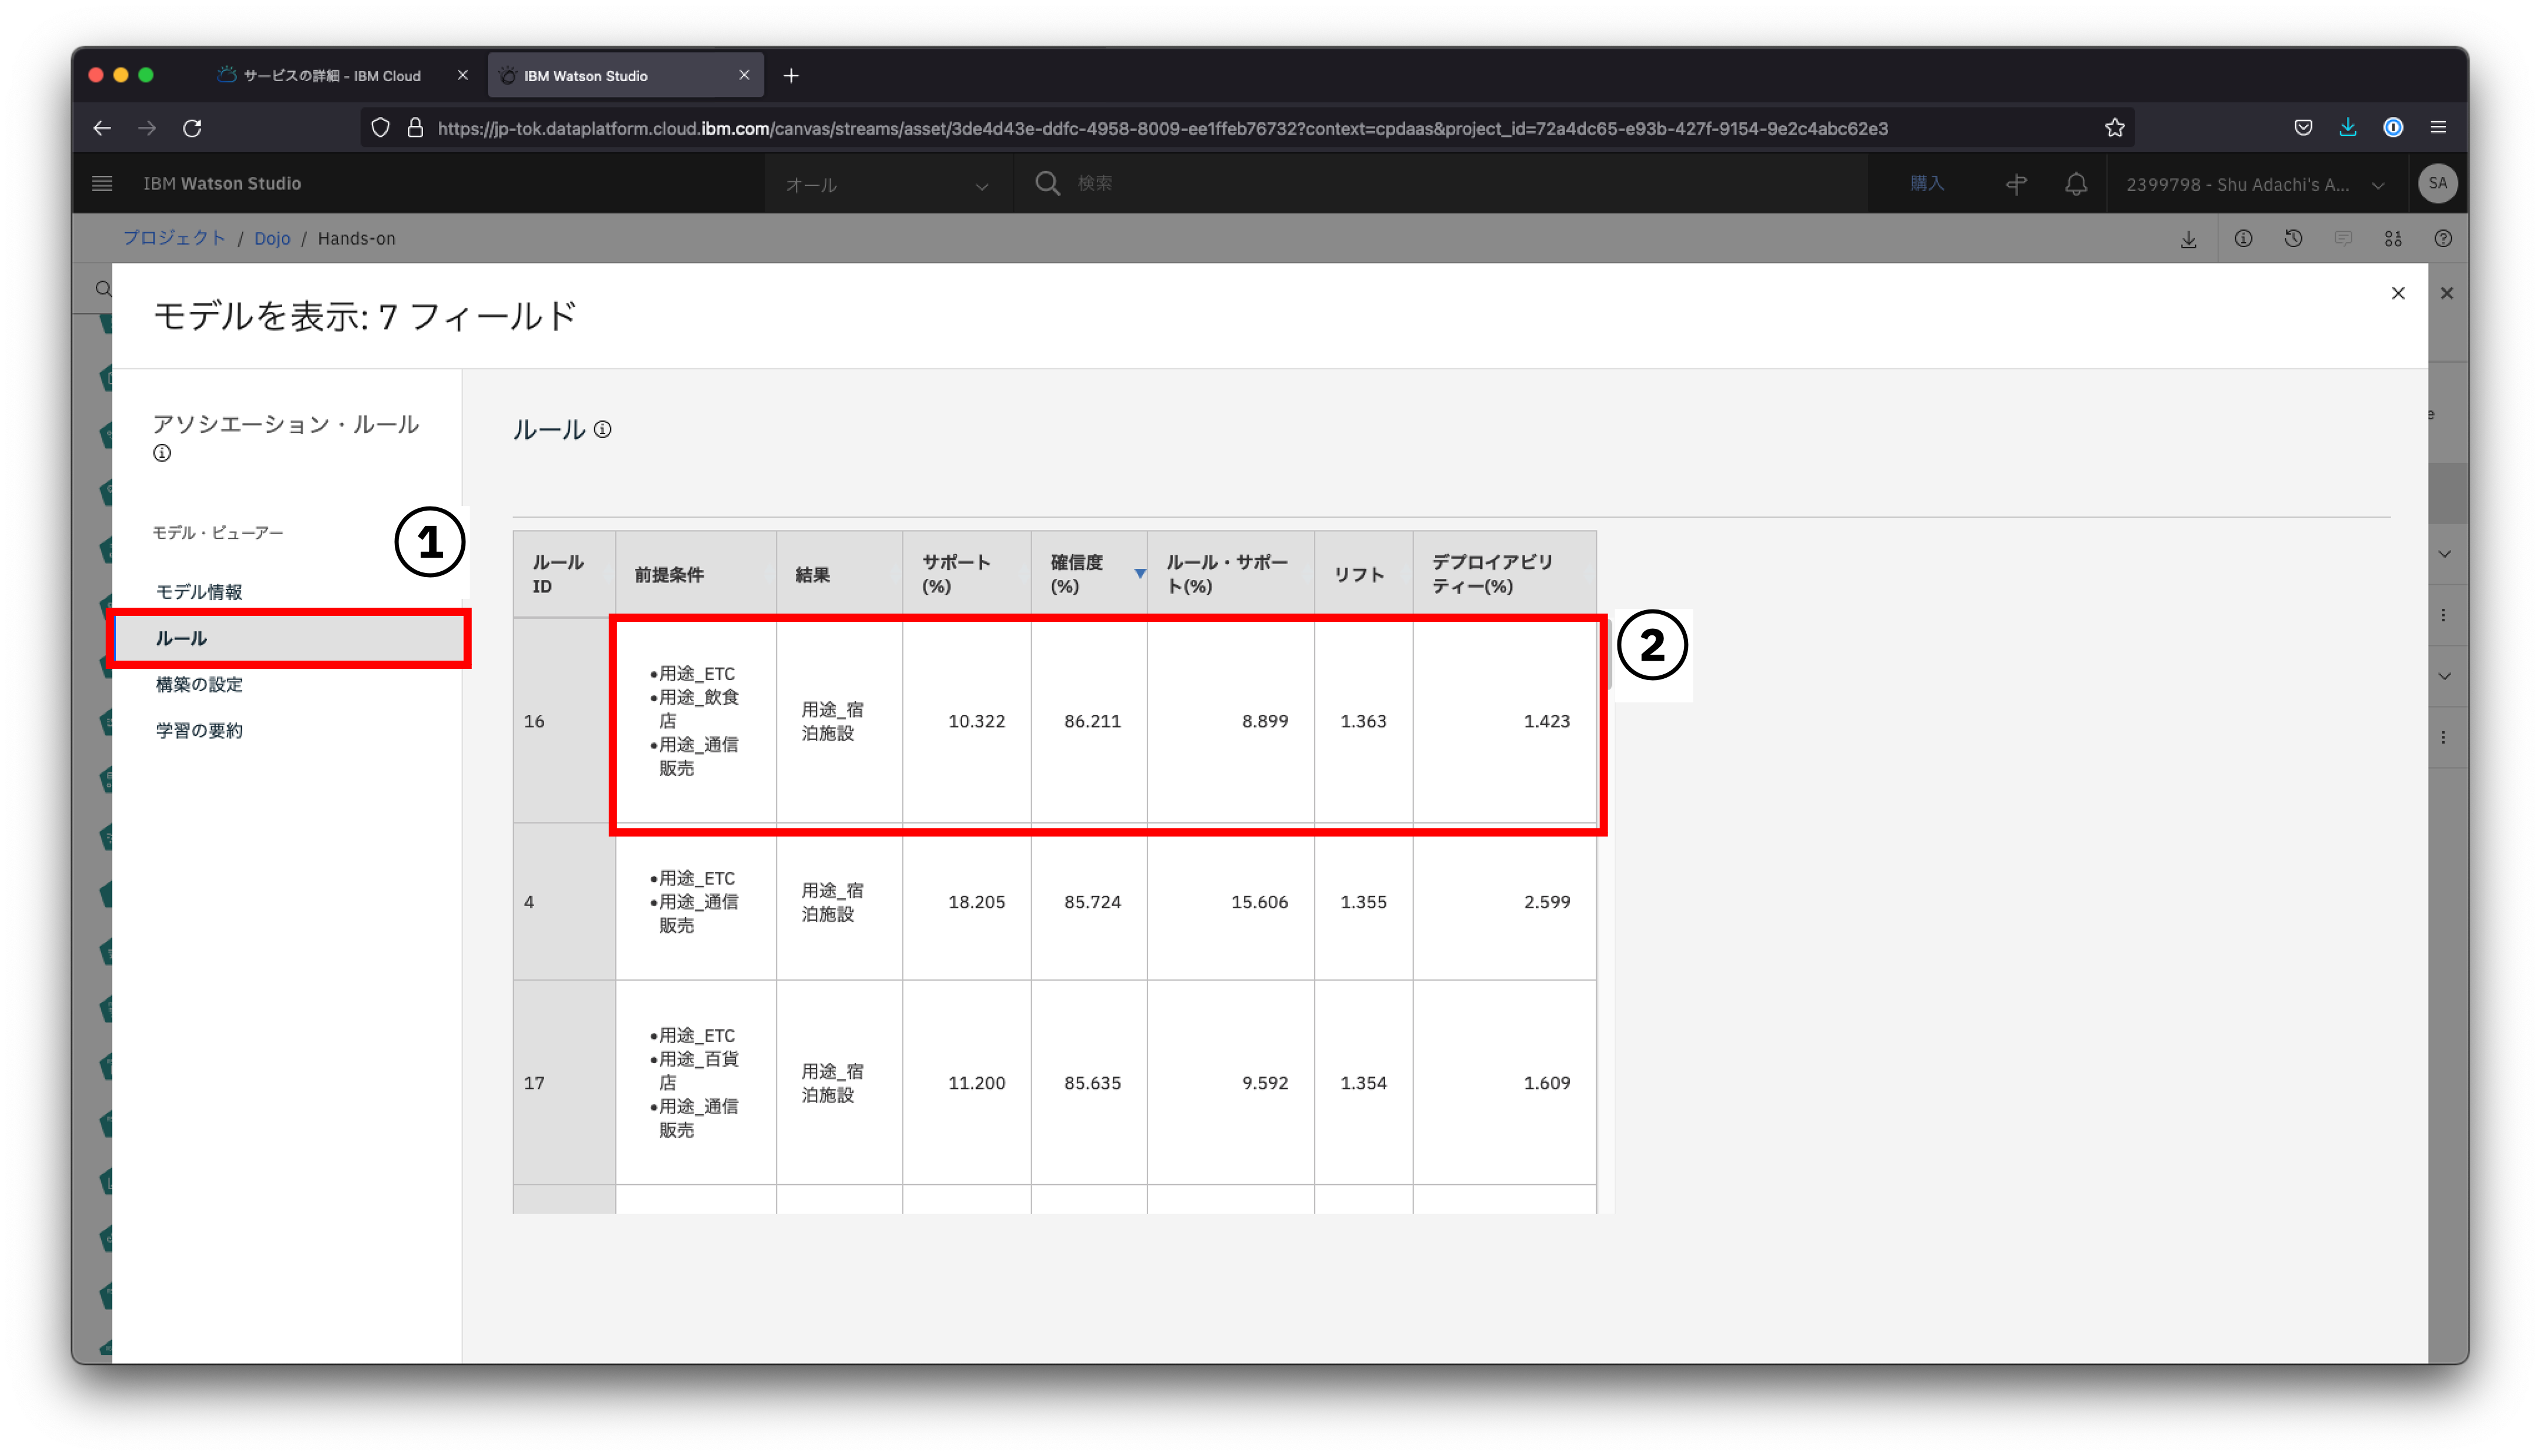 サービスの詳細 - IBM Cloud
IBM Watson Studio
https://jp-tok.dataplatform.cloud.ibm.com/canvas/streams/asset/3de4d43e-ddfc-4958-8009-ee1ffeb76732?context=cpdaas&project_id=72a4dc65-e93b-427f-9154-9e2c4abc62e3
IBM Watson Studio
オール
検索
購入
2399798 - Shu Adachi's A...
SA
プロジェクト / Dojo / Hands-on
モデルを表示: 7 フィールド
アソシエーション・ルール
モデル・ビューアー
①
モデル情報
ルール
構築の設定
学習の要約
ルール
ルール ID
前提条件
結果
サポート (%)
確信度 (%)
ルール・サポート(%)
リフト
デプロイアビリティー(%)
②
16
•用途_ETC
•用途_飲食
店
•用途_通信
販売
用途_宿
泊施設
10.322
86.211
8.899
1.363
1.423
4
•用途_ETC
•用途_通信
販売
用途_宿
泊施設
18.205
85.724
15.606
1.355
2.599
17
•用途_ETC
•用途_百貨
店
•用途_通信
販売
用途_宿
泊施設
11.200
85.635
9.592
1.354
1.609